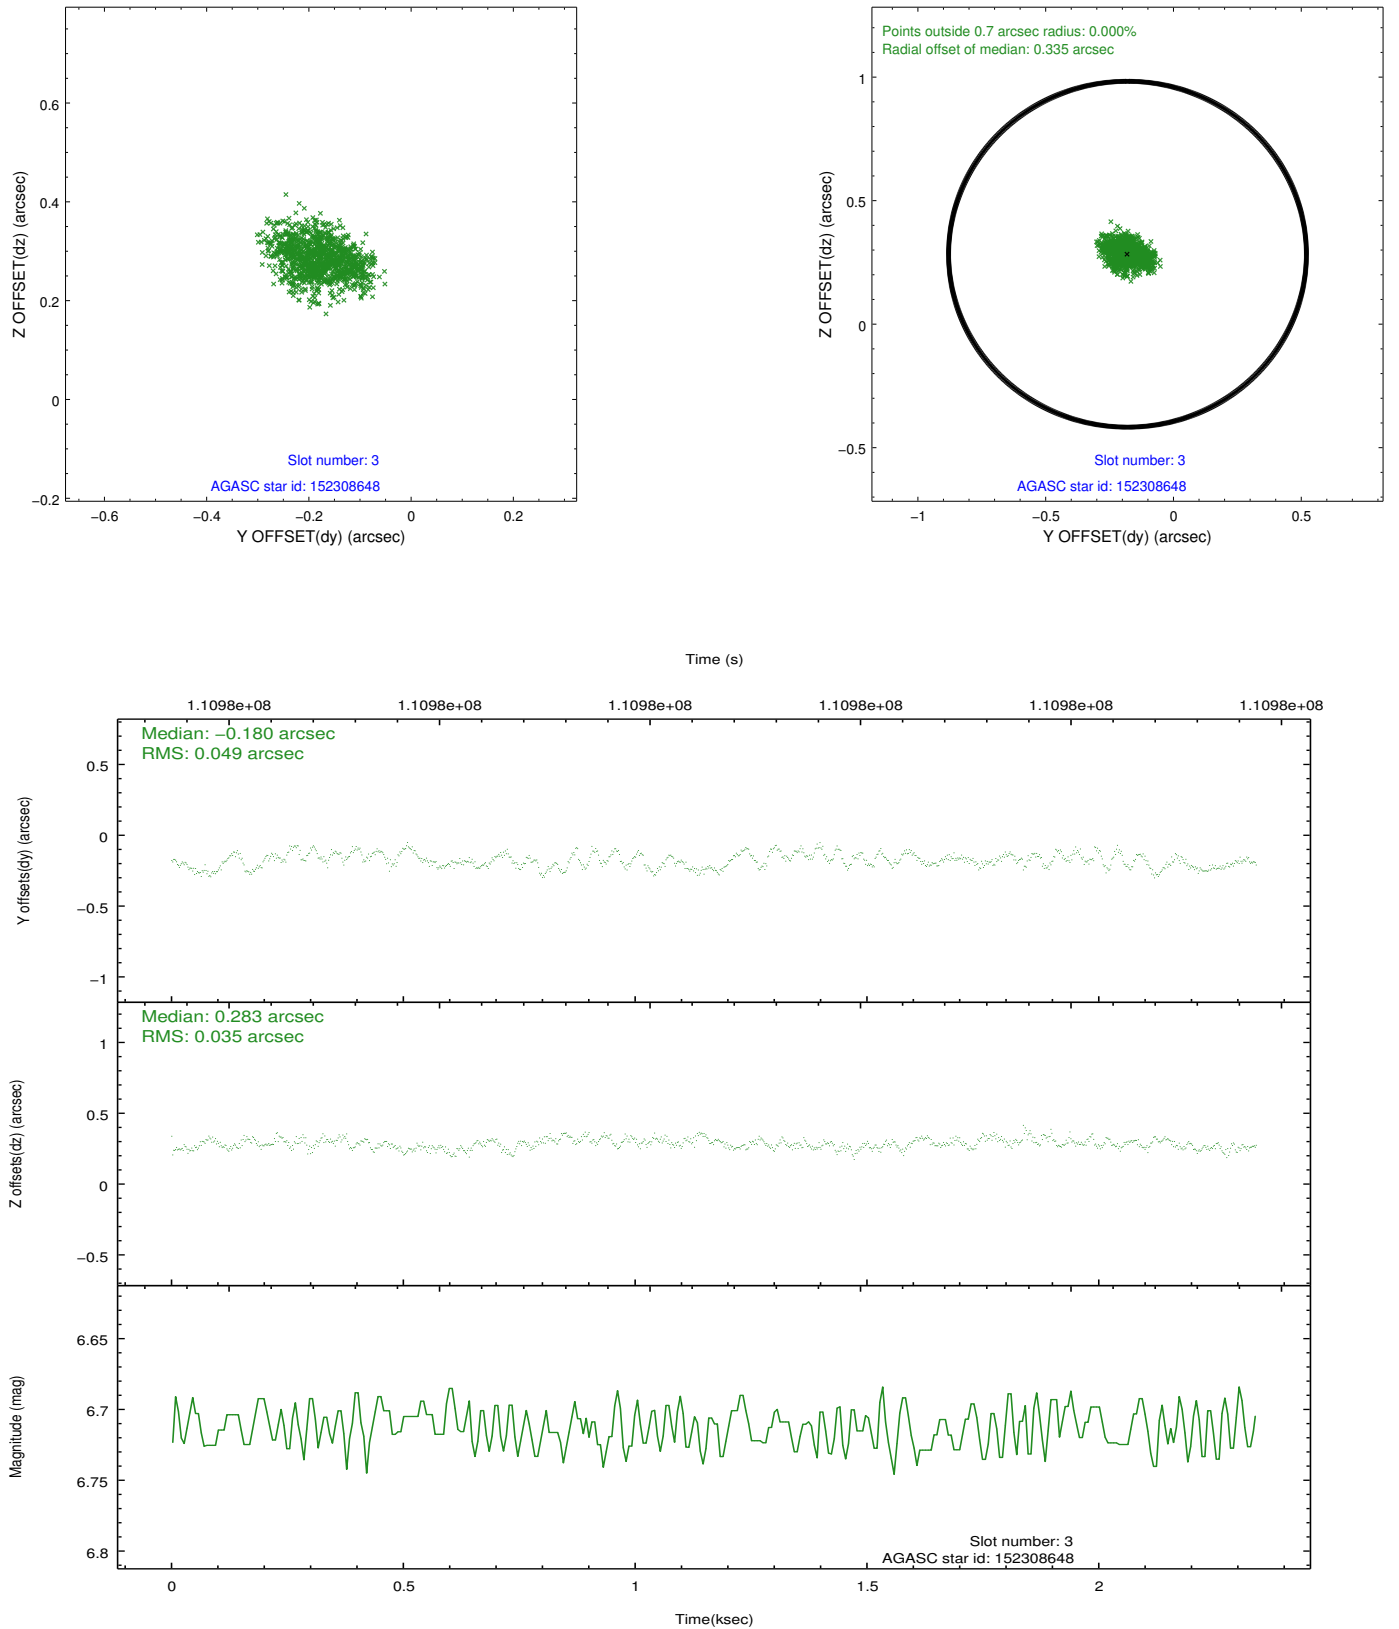 0.6
0.4
0.2
0
−0.2
Z OFFSET(dz) (arcsec)
Slot number: 3
AGASC star id: 152308648
−0.6 −0.4 −0.2 0 0.2
Y OFFSET(dy) (arcsec)
Points outside 0.7 arcsec radius: 0.000%
Radial offset of median: 0.335 arcsec
1
0.5
0
−0.5
Z OFFSET(dz) (arcsec)
Slot number: 3
AGASC star id: 152308648
−1 −0.5 0 0.5
Y OFFSET(dy) (arcsec)
Time (s)
1.1098e+08 1.1098e+08 1.1098e+08 1.1098e+08 1.1098e+08 1.1098e+08
Median: −0.180 arcsec
RMS: 0.049 arcsec
0.5
0
−0.5
−1
Y offsets(dy) (arcsec)
Median: 0.283 arcsec
RMS: 0.035 arcsec
1
0.5
0
−0.5
Z offsets(dz) (arcsec)
6.65
6.7
6.75
6.8
Magnitude (mag)
Slot number: 3
AGASC star id: 152308648
0 0.5 1 1.5 2
Time(ksec)